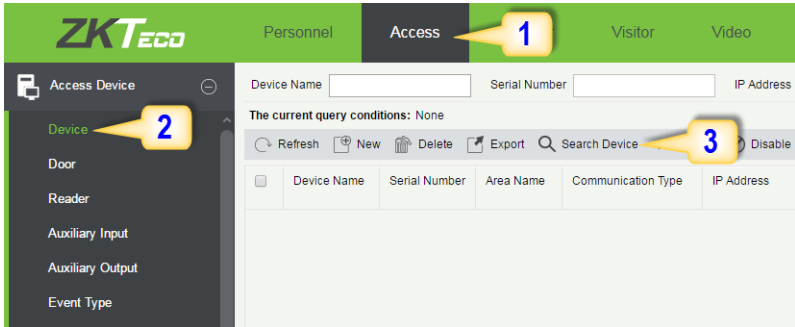 ZKTECO
Personnel Access 1 Visitor Video
Access Device
Device Name Serial Number IP Address
The current query conditions: None
Device 2
Refresh New Delete Export Search Device 3 Disable
Door
Device Name Serial Number Area Name Communication Type IP Address
Reader
Auxiliary Input
Auxiliary Output
Event Type